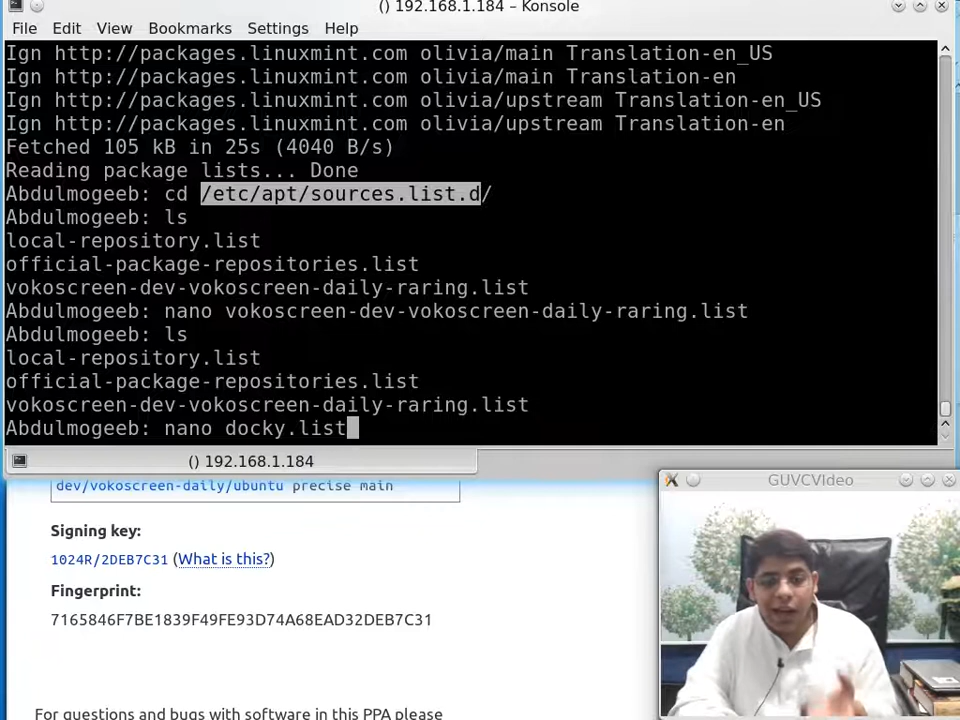 () 192.168.1.184 – Konsole
File Edit View Bookmarks Settings Help
Ign http://packages.linuxmint.com olivia/main Translation-en_US
Ign http://packages.linuxmint.com olivia/main Translation-en
Ign http://packages.linuxmint.com olivia/upstream Translation-en_US
Ign http://packages.linuxmint.com olivia/upstream Translation-en
Fetched 105 kB in 25s (4040 B/s)
Reading package lists... Done
Abdulmogeeb: cd /etc/apt/sources.list.d/
Abdulmogeeb: ls
local-repository.list
official-package-repositories.list
vokoscreen-dev-vokoscreen-daily-raring.list
Abdulmogeeb: nano vokoscreen-dev-vokoscreen-daily-raring.list
Abdulmogeeb: ls
local-repository.list
official-package-repositories.list
vokoscreen-dev-vokoscreen-daily-raring.list
Abdulmogeeb: nano docky.list
() 192.168.1.184
dev/vokoscreen-daily/ubuntu precise main
GUVCVIdeo
Signing key:
1024R/2DEB7C31 (What is this?)
Fingerprint:
7165846F7BE1839F49FE93D74A68EAD32DEB7C31
For questions and bugs with software in this PPA please